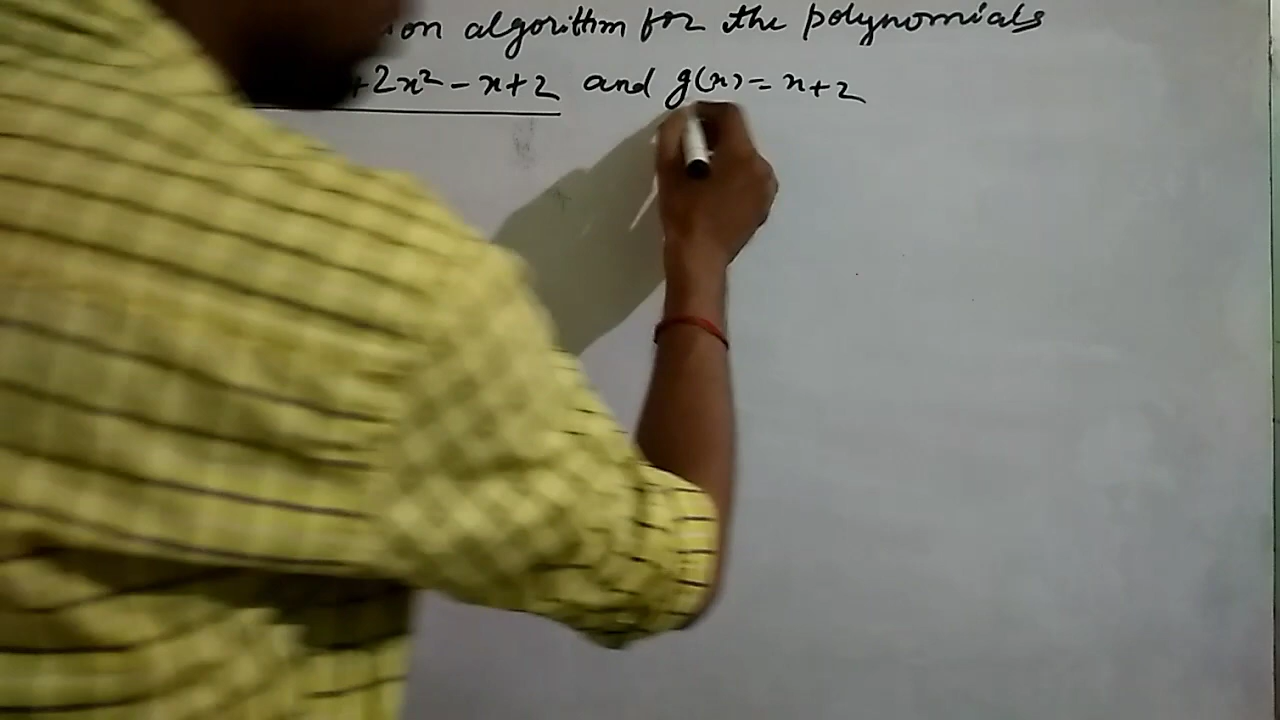 on algorithm for the polynomials
+2x² - x+2 and g(x) = x+2